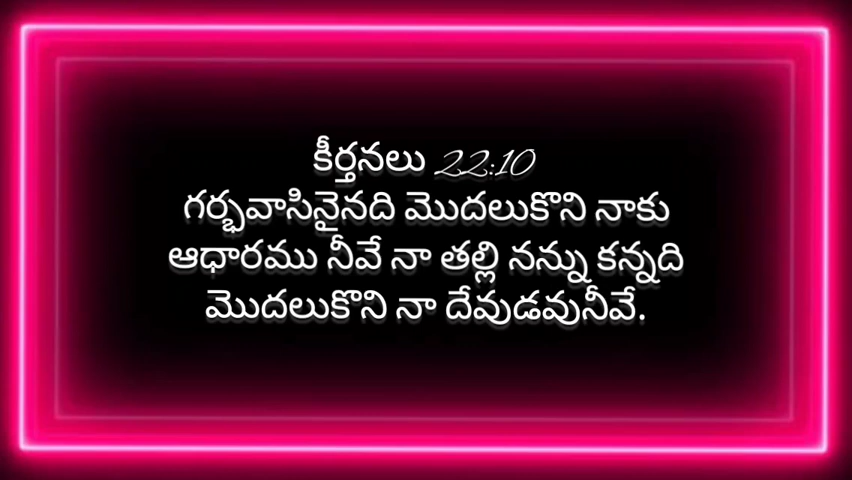 కీర్తనలు 22:10
గర్భవాసినైనది మొదలుకొని నాకు
ఆధారము నీవే నా తల్లి నన్ను కన్నది
మొదలుకొని నా దేవుడవునీవే.